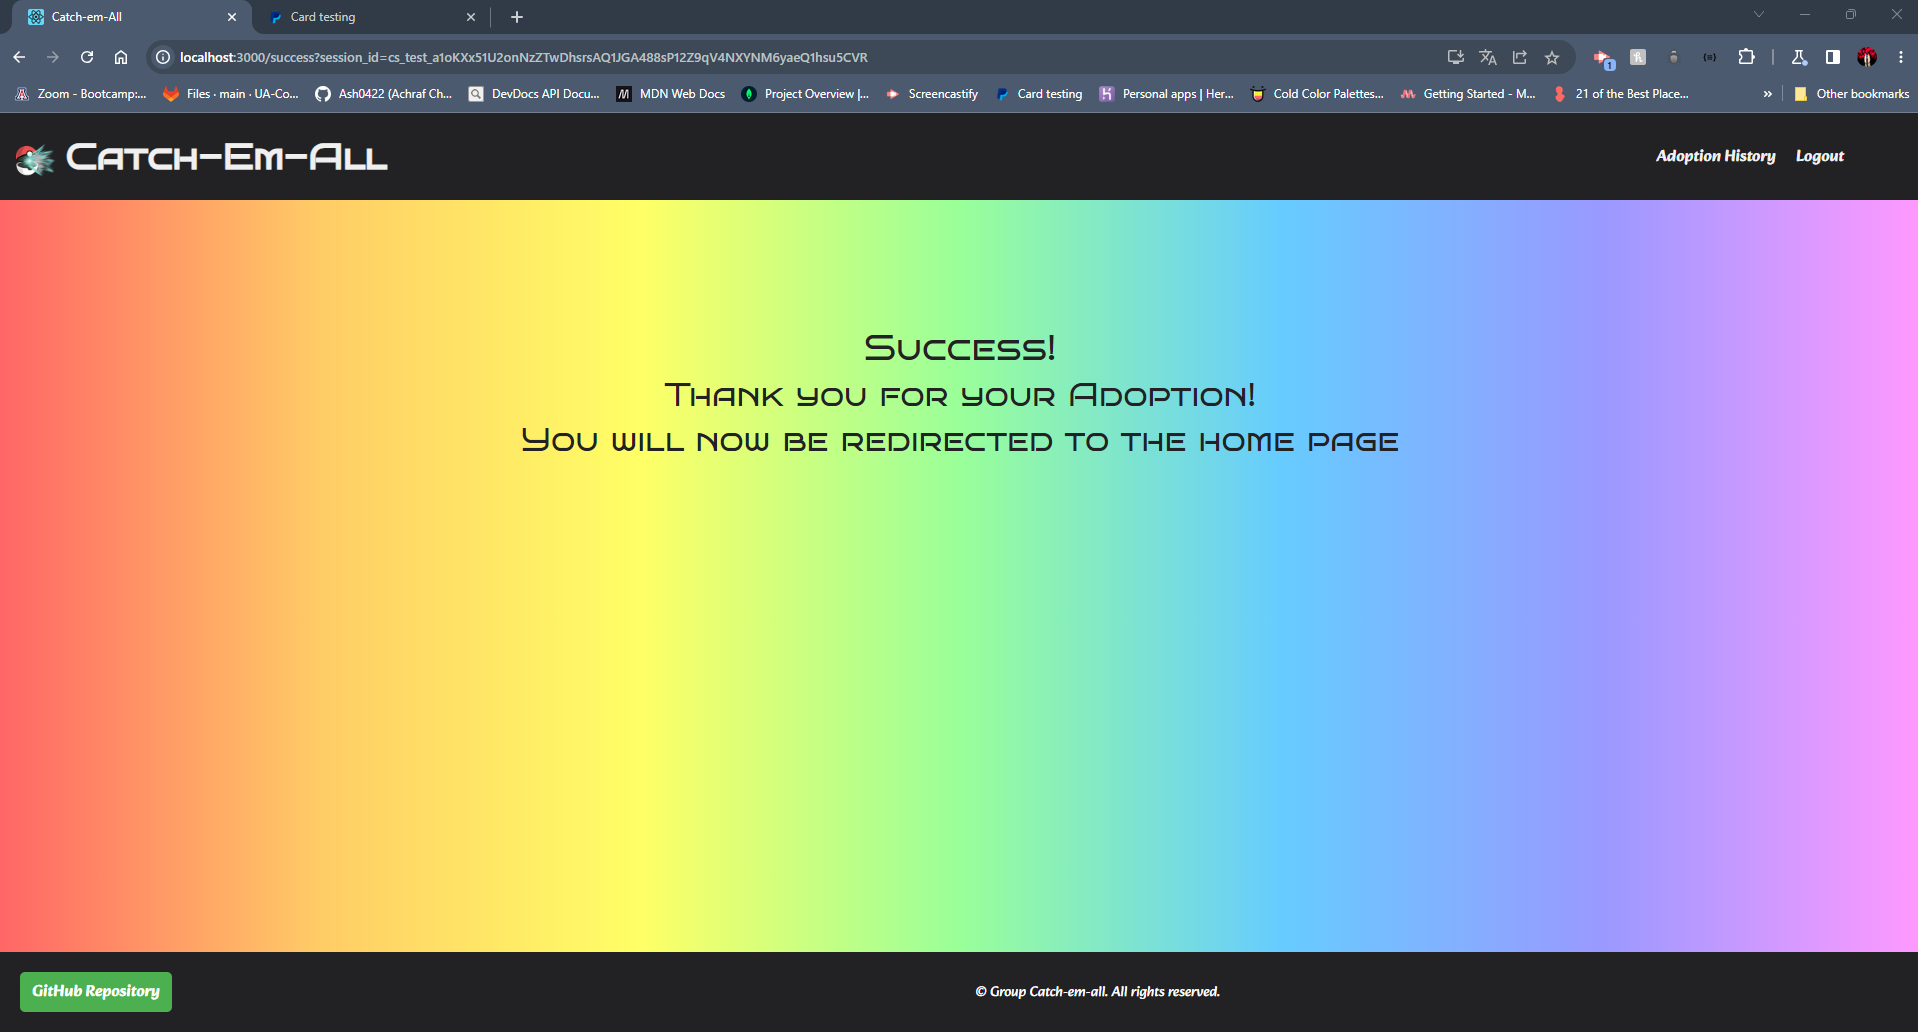 Catch-em-All
Card testing
localhost:3000/success?session_id=cs_test_a1oKXx51U2onNzZTwDhsrsAQ1JGA488sP12Z9qV4NXYNM6yaeQ1hsu5CVR
1
Zoom - Bootcamp:...
Files · main · UA-Co...
Ash0422 (Achraf Ch...
DevDocs API Docu...
MDN Web Docs
Project Overview |...
Screencastify
Card testing
Personal apps | Her...
Cold Color Palettes...
Getting Started - M...
21 of the Best Place...
»
Other bookmarks
Catch-Em-All
Adoption History
Logout
Success!
Thank you for your Adoption!
You will now be redirected to the home page
GitHub Repository
© Group Catch-em-all. All rights reserved.